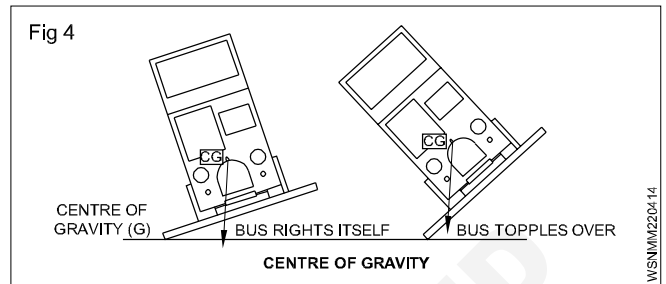 Fig 4
CG
CG
CENTRE OF
GRAVITY (G)
BUS RIGHTS ITSELF
BUS TOPPLES OVER
CENTRE OF GRAVITY
WSNMM220414